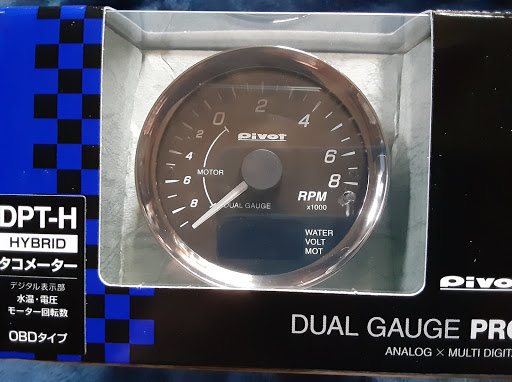 DPT-H
HYBRID
タコメーター
デジタル表示部
水温・電圧
モーター回転数
OBDタイプ
0
2
4
6
8
2
4
6
8
Pivot
MOTOR
DUAL GAUGE
RPM
x1000
WATER
VOLT
MOT
Pivot
DUAL GAUGE PRO
ANALOG × MULTI DIGITA